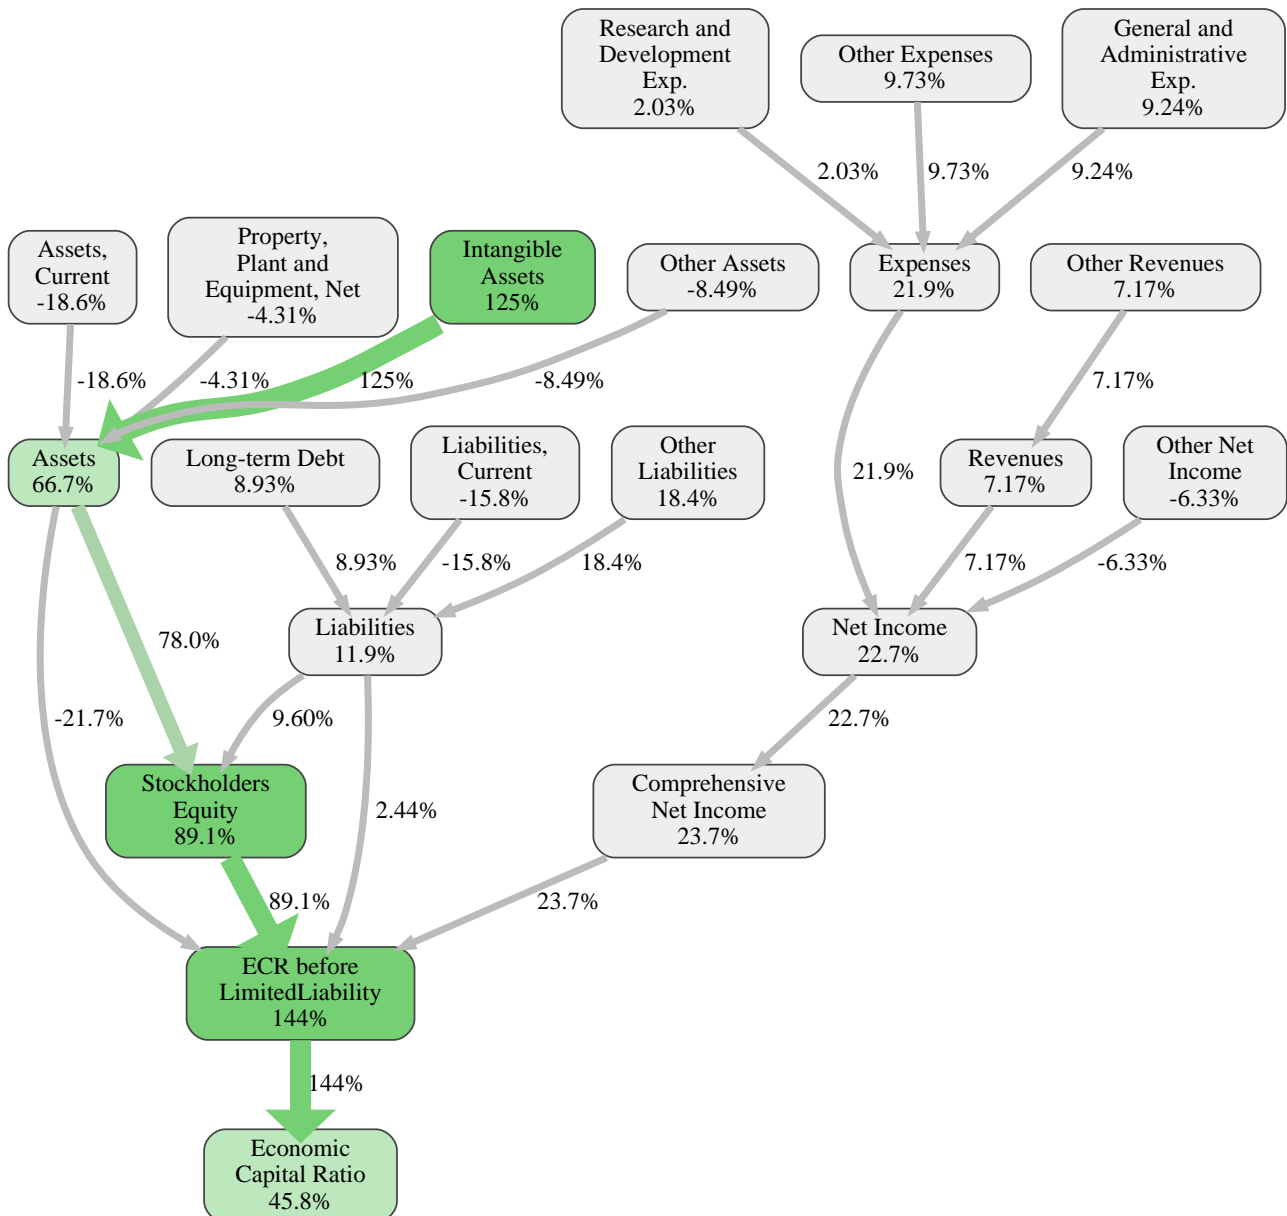 Research and
Development
Exp.
2.03%
Other Expenses
9.73%
General and
Administrative
Exp.
9.24%
2.03%
9.73%
9.24%
Assets,
Current
-18.6%
Property,
Plant and
Equipment, Net
-4.31%
Intangible
Assets
125%
Other Assets
-8.49%
Expenses
21.9%
Other Revenues
7.17%
-18.6%
-4.31%
125%
-8.49%
7.17%
Assets
66.7%
Long-term Debt
8.93%
Liabilities,
Current
-15.8%
Other
Liabilities
18.4%
21.9%
Revenues
7.17%
Other Net
Income
-6.33%
8.93%
-15.8%
18.4%
7.17%
-6.33%
78.0%
Liabilities
11.9%
Net Income
22.7%
-21.7%
9.60%
22.7%
Stockholders
Equity
89.1%
2.44%
Comprehensive
Net Income
23.7%
89.1%
23.7%
ECR before
LimitedLiability
144%
144%
Economic
Capital Ratio
45.8%